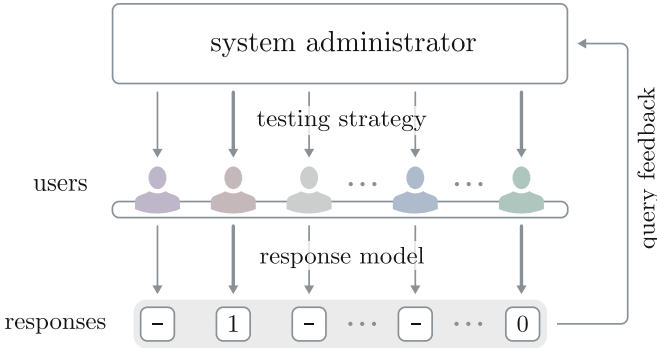 system administrator
testing strategy
users
response model
responses
- 1 - - 0
query feedback